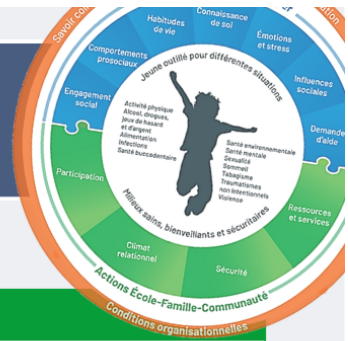 Savoir
Habitudes
de vie
Connaissance
de soi
Émotions
et stress
Comportements
prosociaux
Influences
sociales
Engagement
social
Demande
d'aide
Jeune outillé pour différentes situations
Activité physique
Alcool, drogues,
jeux de hasard
et d'argent
Alimentation
Infections
Santé buccodentaire
Santé environnementale
Santé mentale
Sexualité
Sommeil
Tabagisme
Traumatismes
non intentionnels
Violence
Milieux sains, bienveillants et sécuritaires
Participation
Climat
relationnel
Sécurité
Ressources
et services
Actions École-Famille-Communauté
Conditions organisationnelles